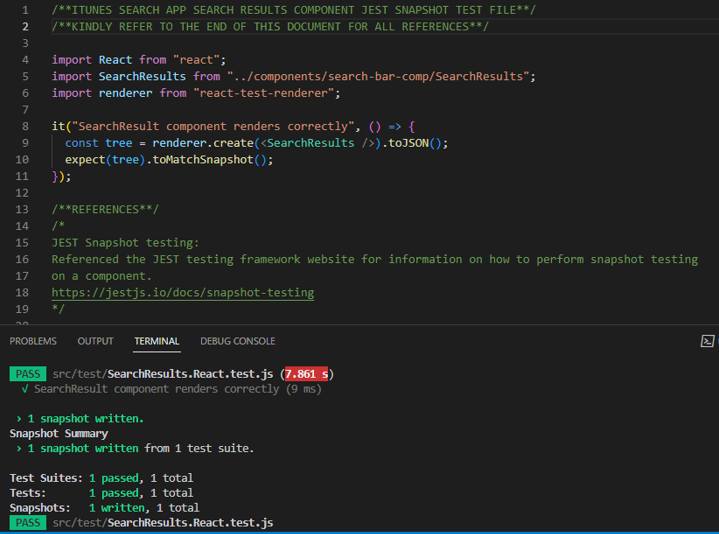 1 /**ITUNES SEARCH APP SEARCH RESULTS COMPONENT JEST SNAPSHOT TEST FILE**/
2 /**KINDLY REFER TO THE END OF THIS DOCUMENT FOR ALL REFERENCES**/
3
4 import React from "react";
5 import SearchResults from "../components/search-bar-comp/SearchResults";
6 import renderer from "react-test-renderer";
7
8 it("SearchResult component renders correctly", () => {
9 const tree = renderer.create(<SearchResults />).toJSON();
10 expect(tree).toMatchSnapshot();
11 });
12
13 /**REFERENCES**/
14 /*
15 JEST Snapshot testing:
16 Referenced the JEST testing framework website for information on how to perform snapshot testing
17 on a component.
18 https://jestjs.io/docs/snapshot-testing
19 */
20
PROBLEMS OUTPUT TERMINAL DEBUG CONSOLE
PASS src/test/SearchResults.React.test.js (7.861 s)
√ SearchResult component renders correctly (9 ms)
› 1 snapshot written.
Snapshot Summary
› 1 snapshot written from 1 test suite.
Test Suites: 1 passed, 1 total
Tests: 1 passed, 1 total
Snapshots: 1 written, 1 total
PASS src/test/SearchResults.React.test.js